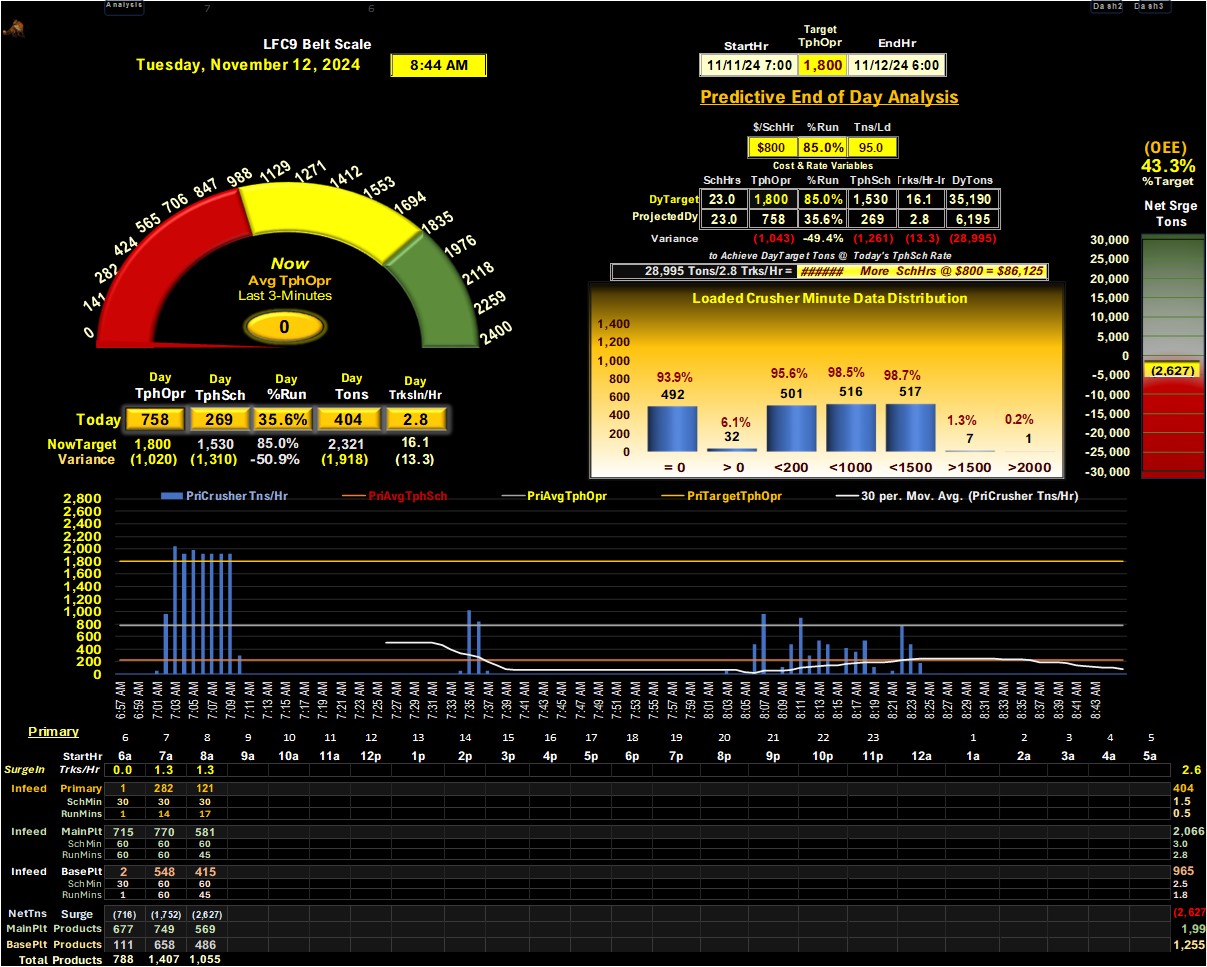 Analysis
7
6
Dash2
Dash3
LFC9 Belt Scale
Tuesday, November 12, 2024
8:44 AM
StartHr
Target
TphOpr
EndHr
11/11/24 7:00 1,800 11/12/24 6:00
Predictive End of Day Analysis
$/SchHr %Run Tns/Ld
$800 85.0% 95.0
Cost & Rate Variables
SchHrs TphOpr %Run TphSch Trks/Hr-Ir DyTons
DyTarget 23.0 1,800 85.0% 1,530 16.1 35,190
ProjectedDy 23.0 758 35.6% 269 2.8 6,195
Variance (1,043) -49.4% (1,261) (13.3) (28,995)
to Achieve DayTarget Tons @ Today's TphSch Rate
28,995 Tons/2.8 Trks/Hr = ###### More SchHrs @ $800 = $86,125
(OEE)
43.3%
%Target
Net Srge
Tons
30,000
25,000
20,000
15,000
10,000
5,000
0
(2,627)
-5,000
-10,000
-15,000
-20,000
-25,000
-30,000
0
141
282
424
565
706
847
988
1129
1271
1412
1553
1694
1835
1976
2118
2259
2400
Now
Avg TphOpr
Last 3-Minutes
0
Day TphOpr
Day TphSch
Day %Run
Day Tons
Day TrksIn/Hr
Today 758 269 35.6% 404 2.8
NowTarget 1,800 1,530 85.0% 2,321 16.1
Variance (1,020) (1,310) -50.9% (1,918) (13.3)
Loaded Crusher Minute Data Distribution
1,400
1,200
1,000
800
600
400
200
0
93.9% 6.1% 95.6% 98.5% 98.7% 1.3% 0.2%
492 32 501 516 517 7 1
= 0 > 0 <200 <1000 <1500 >1500 >2000
PriCrusher Tns/Hr PriAvgTphSch PriAvgTphOpr PriTargetTphOpr 30 per. Mov. Avg. (PriCrusher Tns/Hr)
2,800
2,600
2,400
2,200
2,000
1,800
1,600
1,400
1,200
1,000
800
600
400
200
0
6:57 AM 6:59 AM 7:01 AM 7:03 AM 7:05 AM 7:07 AM 7:09 AM 7:11 AM 7:13 AM 7:15 AM 7:17 AM 7:19 AM 7:21 AM 7:23 AM 7:25 AM 7:27 AM 7:29 AM 7:31 AM 7:33 AM 7:35 AM 7:37 AM 7:39 AM 7:41 AM 7:43 AM 7:45 AM 7:47 AM 7:49 AM 7:51 AM 7:53 AM 7:55 AM 7:57 AM 7:59 AM 8:01 AM 8:03 AM 8:05 AM 8:07 AM 8:09 AM 8:11 AM 8:13 AM 8:15 AM 8:17 AM 8:19 AM 8:21 AM 8:23 AM 8:25 AM 8:27 AM 8:29 AM 8:31 AM 8:33 AM 8:35 AM 8:37 AM 8:39 AM 8:41 AM 8:43 AM
Primary
6 7 8 9 10 11 12 13 14 15 16 17 18 19 20 21 22 23 1 2 3 4 5
StartHr 6a 7a 8a 9a 10a 11a 12p 1p 2p 3p 4p 5p 6p 7p 8p 9p 10p 11p 12a 1a 2a 3a 4a 5a
SurgeIn Trks/Hr 0.0 1.3 1.3 2.6
Infeed Primary 1 282 121 404
SchMin 30 30 30 1.5
RunMins 1 14 17 0.5
Infeed MainPlt 715 770 581 2,066
SchMin 60 60 60 3.0
RunMins 60 60 45 2.8
Infeed BasePlt 2 548 415 965
SchMin 30 60 60 2.5
RunMins 1 60 45 1.8
NetTns Surge (716) (1,752) (2,627) (2,627
MainPlt Products 677 749 569 1,99
BasePlt Products 111 658 486 1,255
Total Products 788 1,407 1,055